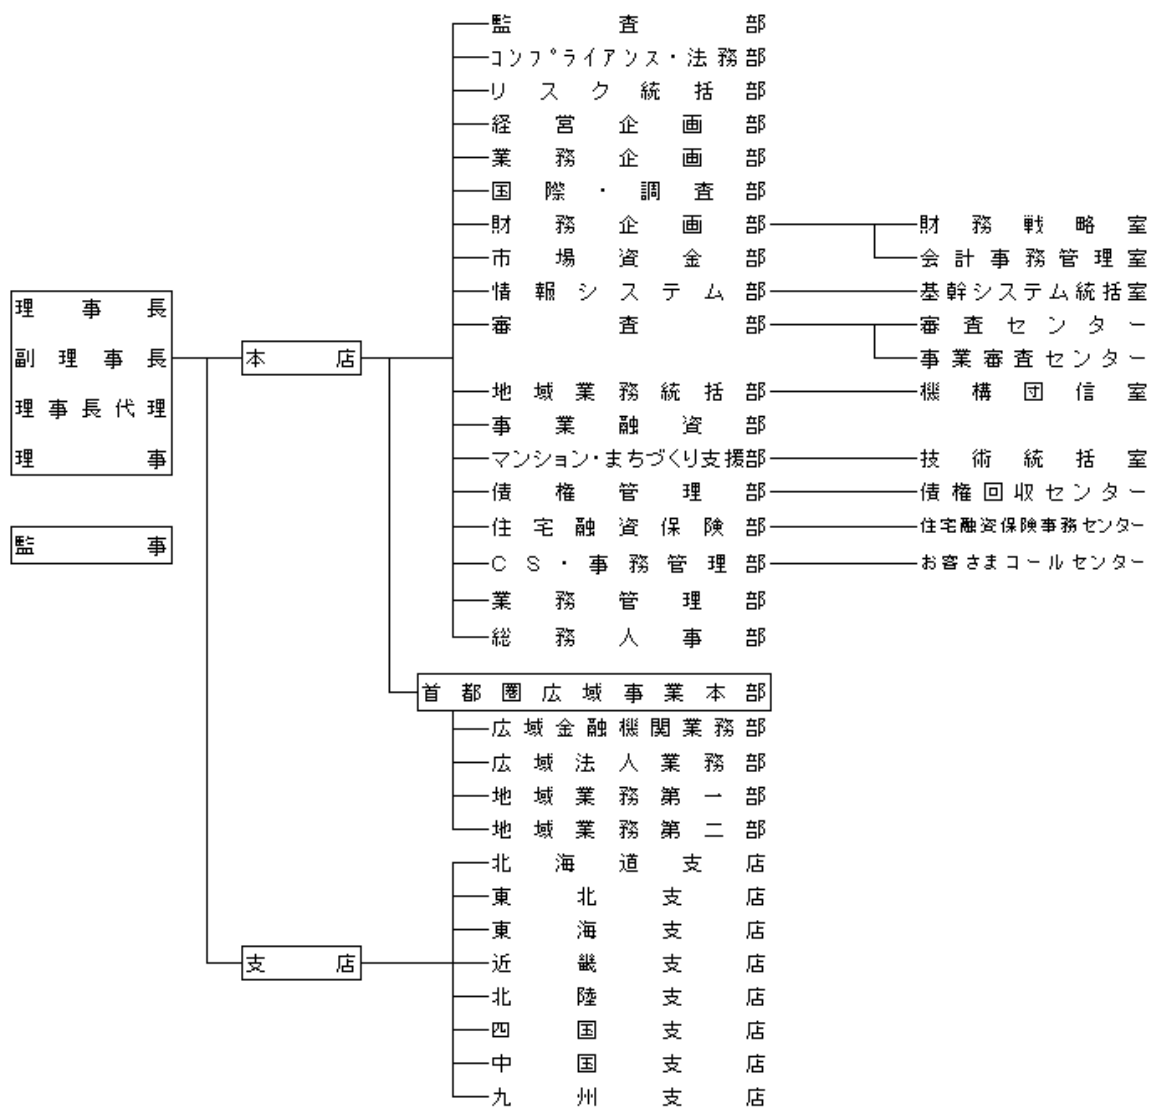 監査部
コンプライアンス・法務部
リスク統括部
経営企画部
業務企画部
国際・調査部
財務企画部 財務戦略室
市場資金部 会計事務管理室
情報システム部 基幹システム統括室
理事長 審査部 審査センター
副理事長 本店 事業審査センター
地域業務統括部 機構団信室
理事長代理 事業融資部
理事 マンション・まちづくり支援部 技術統括室
債権管理部 債権回収センター
住宅融資保険部 住宅融資保険事務センター
監事 CS・事務管理部 お客さまコールセンター
業務管理部
総務人事部
首都圏広域事業本部
広域金融機関業務部
広域法人業務部
地域業務第一部
地域業務第二部
北海道支店
東北支店
東海支店
支店 近畿支店
北陸支店
四国支店
中国支店
九州支店